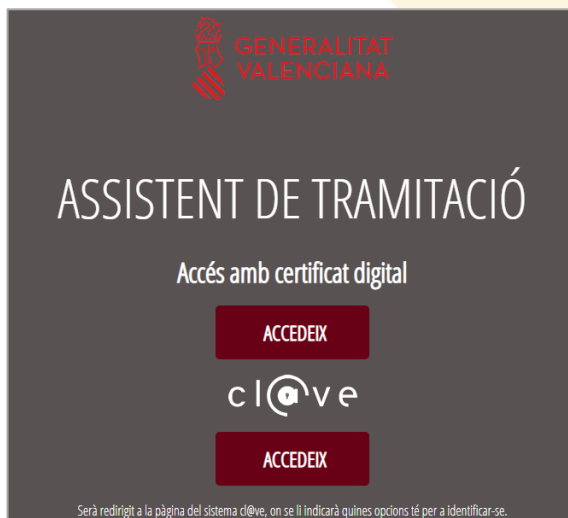 GENERALITAT
VALENCIANA
ASSISTENT DE TRAMITACIÓ
Accés amb certificat digital
ACCEDEIX
cl@ve
ACCEDEIX
Serà redirigit a la pàgina del sistema cl@ve, on se li indicarà quines opcions té per a identificar-se.